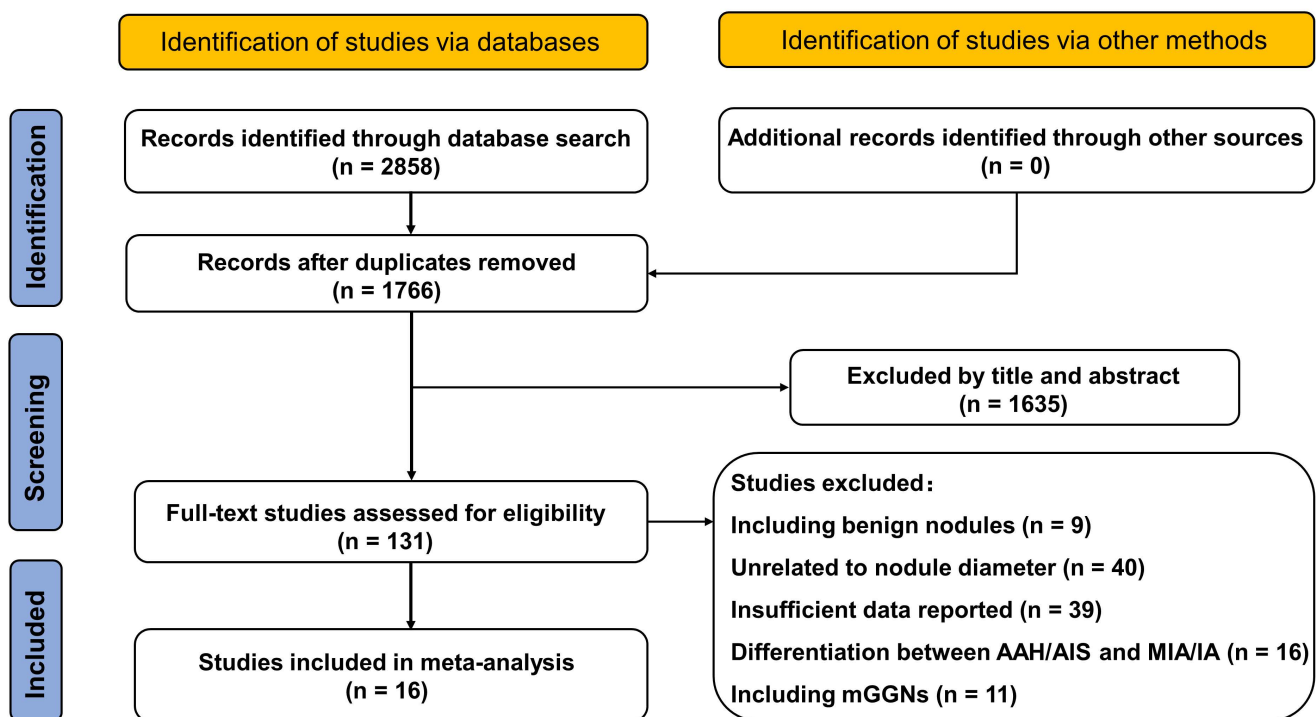 Identification of studies via databases
Identification of studies via other methods
Identification
Records identified through database search
(n = 2858)
Additional records identified through other sources
(n = 0)
Records after duplicates removed
(n = 1766)
Screening
Excluded by title and abstract
(n = 1635)
Full-text studies assessed for eligibility
(n = 131)
Studies excluded：
Including benign nodules (n = 9)
Unrelated to nodule diameter (n = 40)
Insufficient data reported (n = 39)
Differentiation between AAH/AIS and MIA/IA (n = 16)
Including mGGNs (n = 11)
Included
Studies included in meta-analysis
(n = 16)